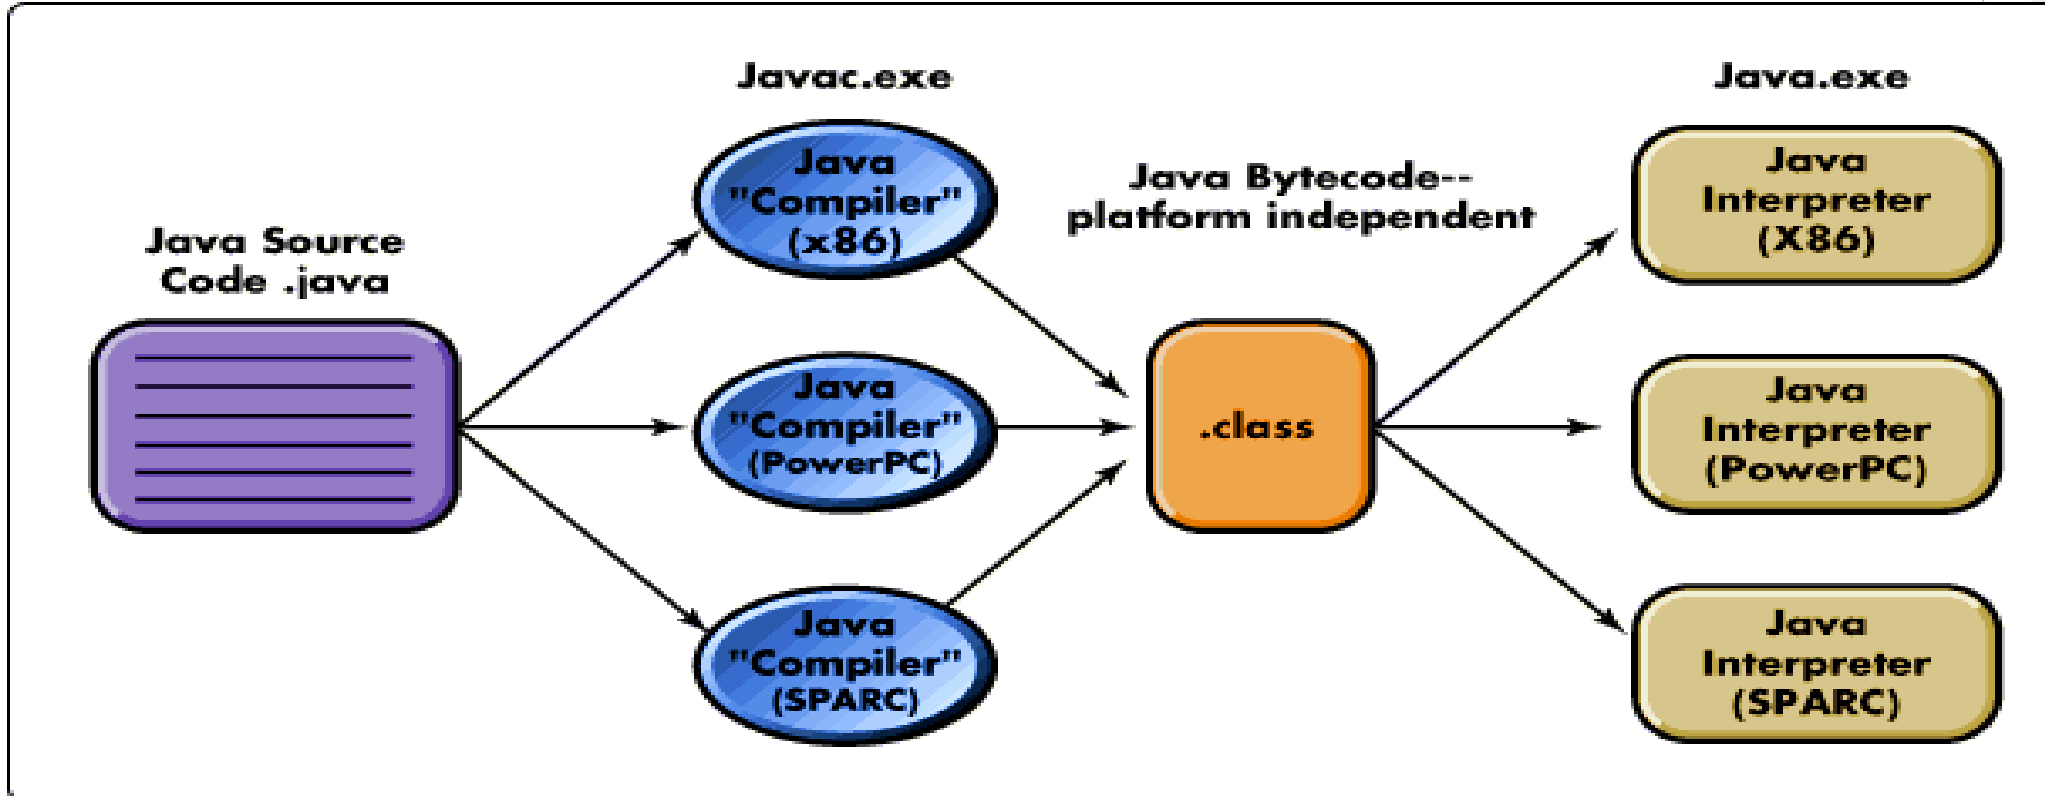 Java Source
Code .java
Javac.exe
Java
"Compiler"
(x86)
Java
"Compiler"
(PowerPC)
Java
"Compiler"
(SPARC)
Java Bytecode--
platform independent
.class
Java.exe
Java
Interpreter
(X86)
Java
Interpreter
(PowerPC)
Java
Interpreter
(SPARC)